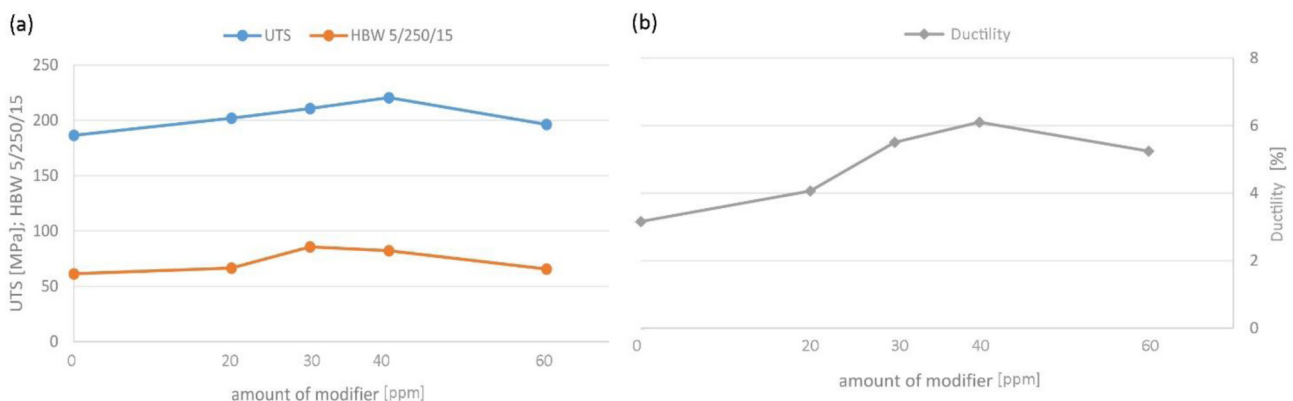 (a)
UTS HBW 5/250/15
UTS [MPa]; HBW 5/250/15
250
200
150
100
50
0
0 20 30 40 60
amount of modifier [ppm]
(b)
Ductility
8
6
4
2
0
Ductility [%]
0 20 30 40 60
amount of modifier [ppm]